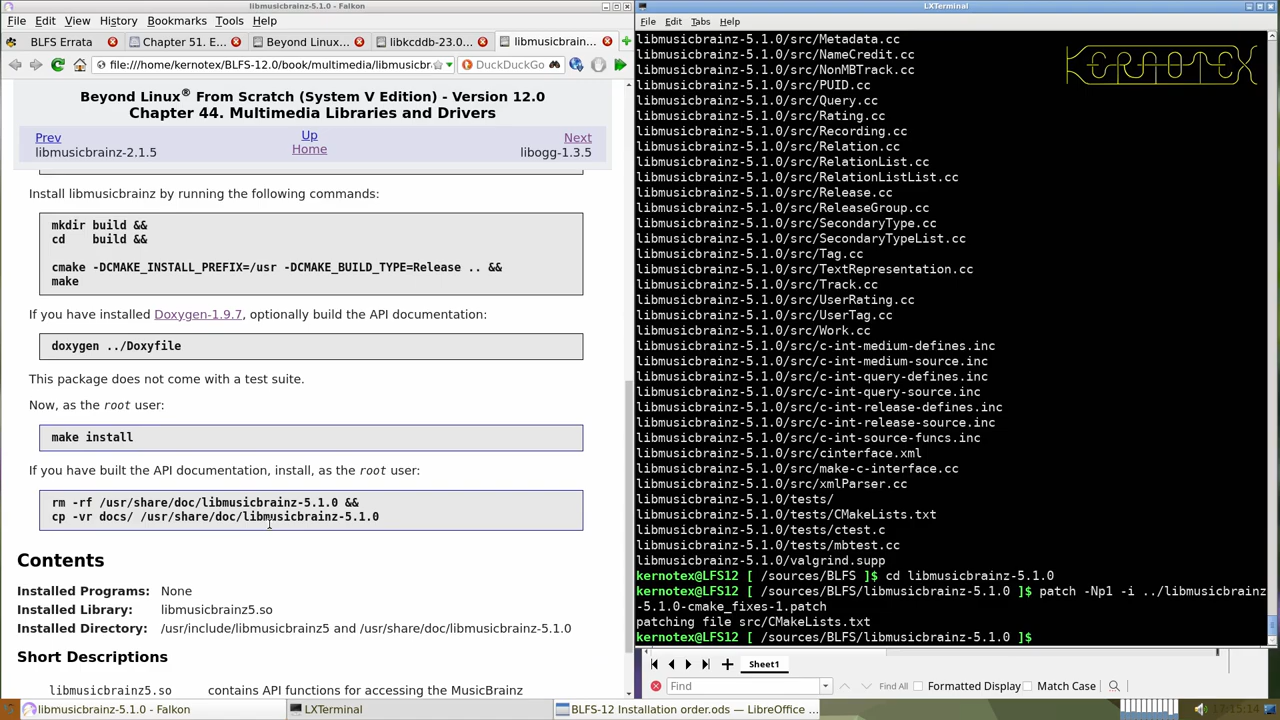 libmusicbrainz-5.1.0 - Falkon
File Edit View History Bookmarks Tools Help
BLFS Errata
Chapter 51. E...
Beyond Linux...
libkcddb-23.0...
libmusicbrain...
file:///home/kernotex/BLFS-12.0/book/multimedia/libmusicbr
DuckDuckGo
Beyond Linux® From Scratch (System V Edition) - Version 12.0
Chapter 44. Multimedia Libraries and Drivers
Prev Up Next
libmusicbrainz-2.1.5 Home libogg-1.3.5
Install libmusicbrainz by running the following commands:
mkdir build &&
cd    build &&
cmake -DCMAKE_INSTALL_PREFIX=/usr -DCMAKE_BUILD_TYPE=Release .. &&
make
If you have installed Doxygen-1.9.7, optionally build the API documentation:
doxygen ../Doxyfile
This package does not come with a test suite.
Now, as the root user:
make install
If you have built the API documentation, install, as the root user:
rm -rf /usr/share/doc/libmusicbrainz-5.1.0 &&
cp -vr docs/ /usr/share/doc/libmusicbrainz-5.1.0
Contents
Installed Programs: None
Installed Library: libmusicbrainz5.so
Installed Directory: /usr/include/libmusicbrainz5 and /usr/share/doc/libmusicbrainz-5.1.0
Short Descriptions
libmusicbrainz5.so contains API functions for accessing the MusicBrainz
LXTerminal
File Edit Tabs Help
KERNOTEX
libmusicbrainz-5.1.0/src/Metadata.cc
libmusicbrainz-5.1.0/src/NameCredit.cc
libmusicbrainz-5.1.0/src/NonMBTrack.cc
libmusicbrainz-5.1.0/src/PUID.cc
libmusicbrainz-5.1.0/src/Query.cc
libmusicbrainz-5.1.0/src/Rating.cc
libmusicbrainz-5.1.0/src/Recording.cc
libmusicbrainz-5.1.0/src/Relation.cc
libmusicbrainz-5.1.0/src/RelationList.cc
libmusicbrainz-5.1.0/src/RelationListList.cc
libmusicbrainz-5.1.0/src/Release.cc
libmusicbrainz-5.1.0/src/ReleaseGroup.cc
libmusicbrainz-5.1.0/src/SecondaryType.cc
libmusicbrainz-5.1.0/src/SecondaryTypeList.cc
libmusicbrainz-5.1.0/src/Tag.cc
libmusicbrainz-5.1.0/src/TextRepresentation.cc
libmusicbrainz-5.1.0/src/Track.cc
libmusicbrainz-5.1.0/src/UserRating.cc
libmusicbrainz-5.1.0/src/UserTag.cc
libmusicbrainz-5.1.0/src/Work.cc
libmusicbrainz-5.1.0/src/c-int-medium-defines.inc
libmusicbrainz-5.1.0/src/c-int-medium-source.inc
libmusicbrainz-5.1.0/src/c-int-query-defines.inc
libmusicbrainz-5.1.0/src/c-int-query-source.inc
libmusicbrainz-5.1.0/src/c-int-release-defines.inc
libmusicbrainz-5.1.0/src/c-int-release-source.inc
libmusicbrainz-5.1.0/src/c-int-source-funcs.inc
libmusicbrainz-5.1.0/src/cinterface.xml
libmusicbrainz-5.1.0/src/make-c-interface.cc
libmusicbrainz-5.1.0/src/xmlParser.cc
libmusicbrainz-5.1.0/tests/
libmusicbrainz-5.1.0/tests/CMakeLists.txt
libmusicbrainz-5.1.0/tests/ctest.c
libmusicbrainz-5.1.0/tests/mbtest.cc
libmusicbrainz-5.1.0/valgrind.supp
kernotex@LFS12 [ /sources/BLFS ]$ cd libmusicbrainz-5.1.0
kernotex@LFS12 [ /sources/BLFS/libmusicbrainz-5.1.0 ]$ patch -Np1 -i ../libmusicbrainz
-5.1.0-cmake_fixes-1.patch
patching file src/CMakeLists.txt
kernotex@LFS12 [ /sources/BLFS/libmusicbrainz-5.1.0 ]$
Sheet1
Find Find All Formatted Display Match Case
libmusicbrainz-5.1.0 - Falkon
LXTerminal
BLFS-12 Installation order.ods — LibreOffice ...
17:15:14